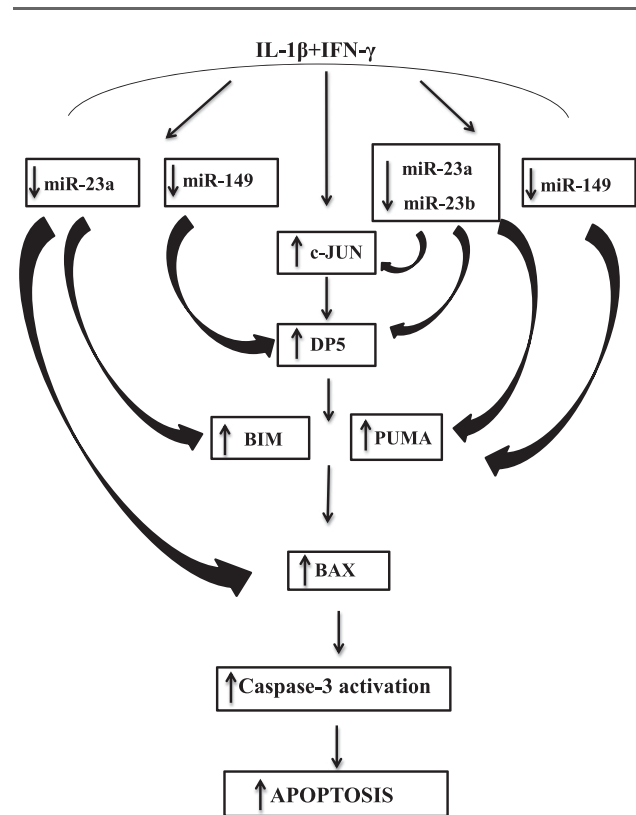 IL-1β+IFN-γ
↓ miR-23a
↓ miR-149
↓ miR-23a
miR-23b
↓ miR-149
↑ c-JUN
↑ DP5
↑ BIM
↑ PUMA
↑ BAX
↑ Caspase-3 activation
↑ APOPTOSIS